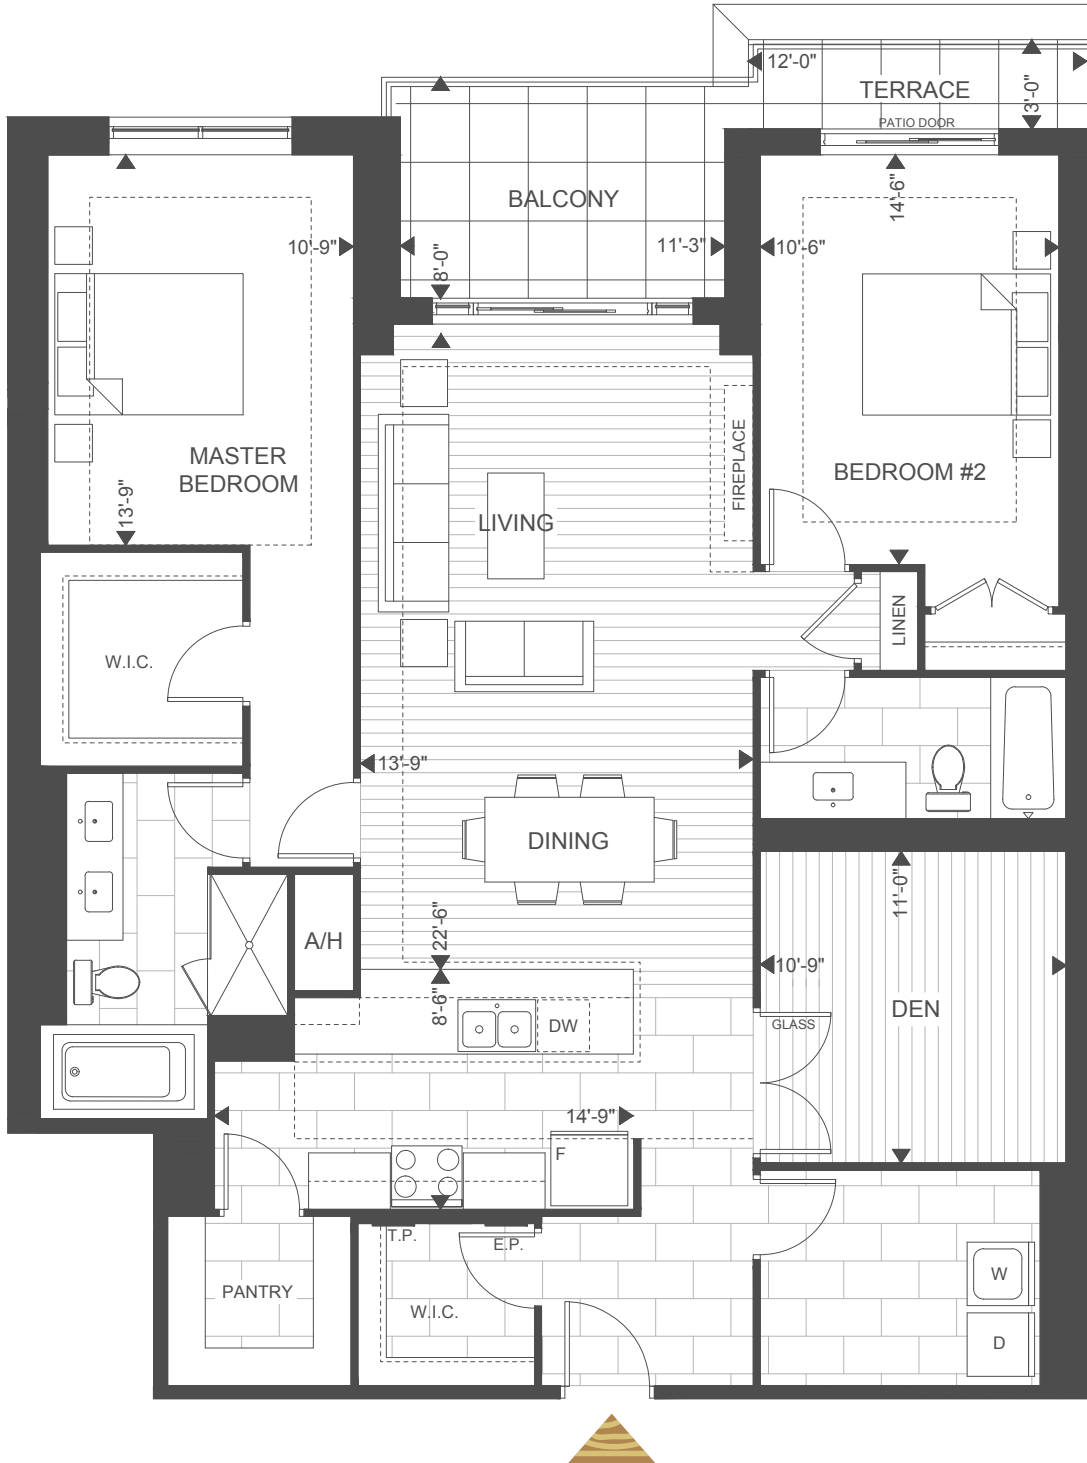 12'-0"
TERRACE
3'-0"
PATIO DOOR
BALCONY
14'-6"
10'-9"
8'-0"
11'-3"
10'-6"
MASTER
BEDROOM
13'-9"
LIVING
FIREPLACE
BEDROOM #2
LINEN
W.I.C.
13'-9"
DINING
22'-6"
A/H
11'-0"
10'-9"
8'-6"
DW
DEN
GLASS
14'-9"
F
T.P.
E.P.
PANTRY
W.I.C.
W
D